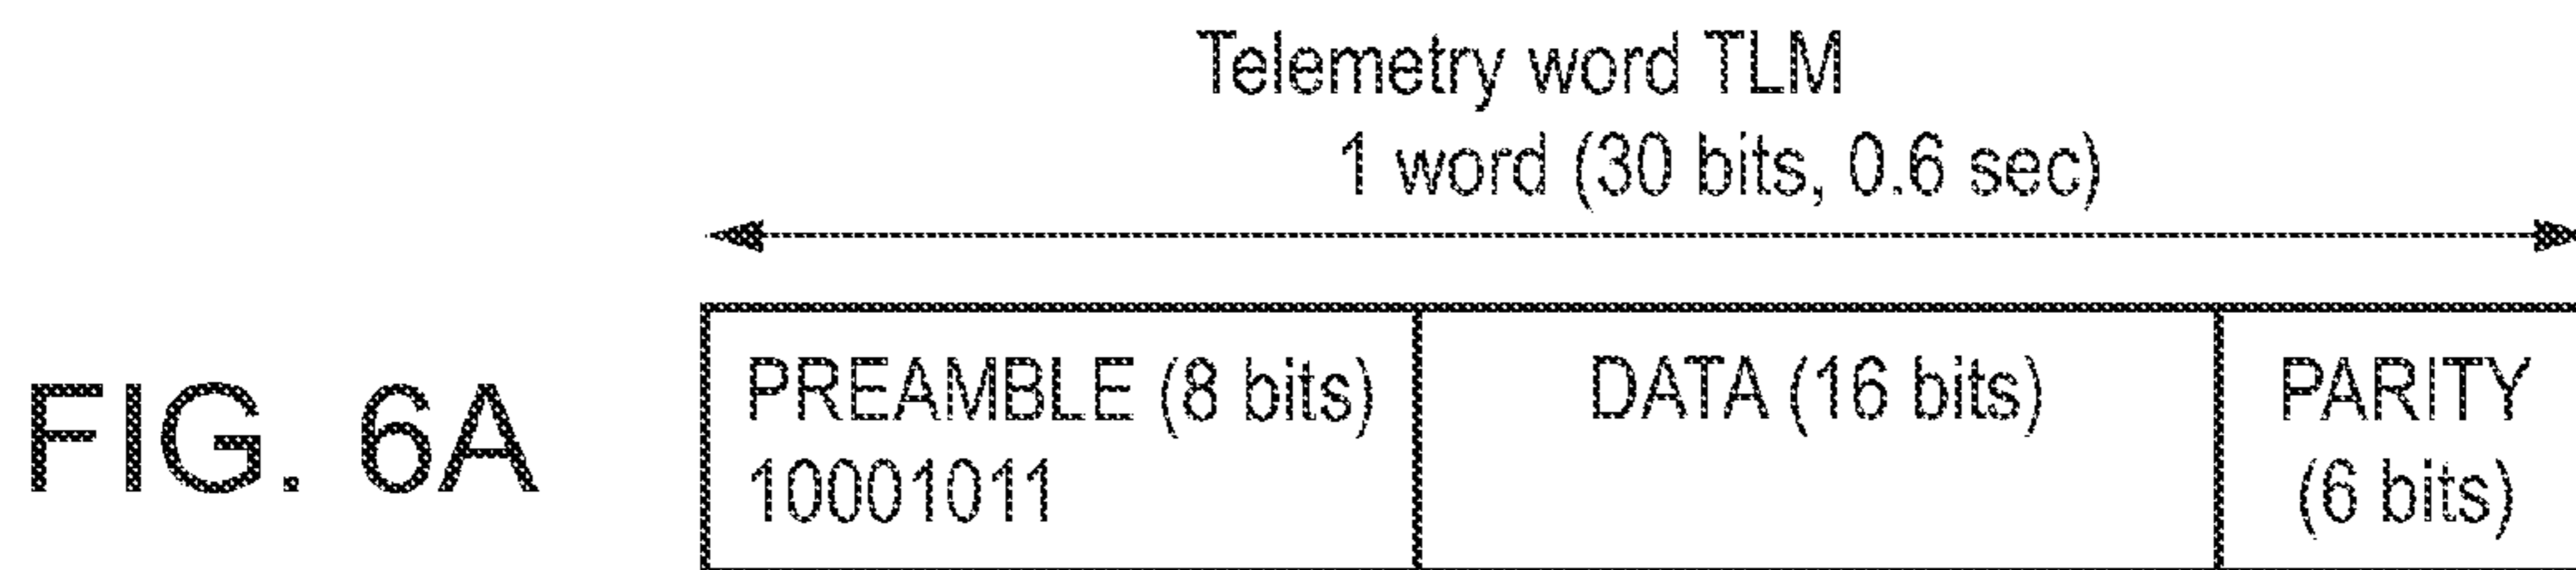 Telemetry word TLM
1 word (30 bits, 0.6 sec)
FIG. 6A
PREAMBLE (8 bits)
10001011
DATA (16 bits)
PARITY
(6 bits)